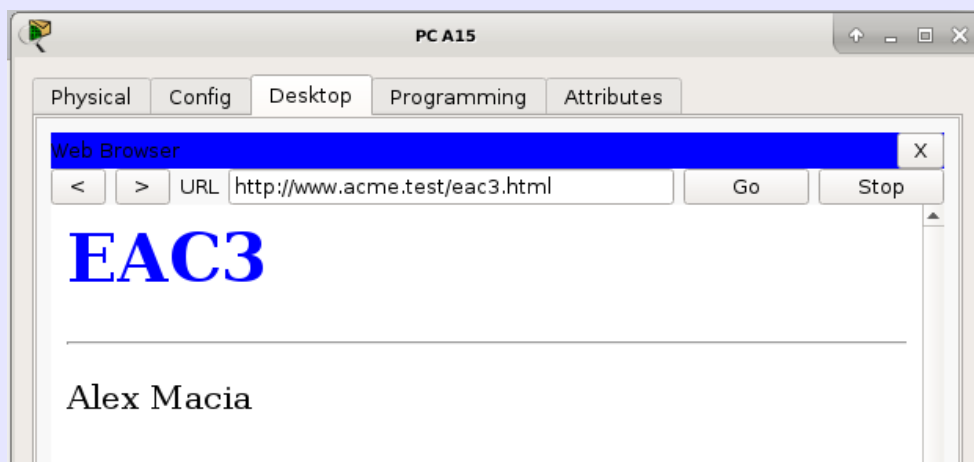 PC A15
Physical Config Desktop Programming Attributes
Web Browser X
< > URL http://www.acme.test/eac3.html Go Stop
EAC3
Alex Macia